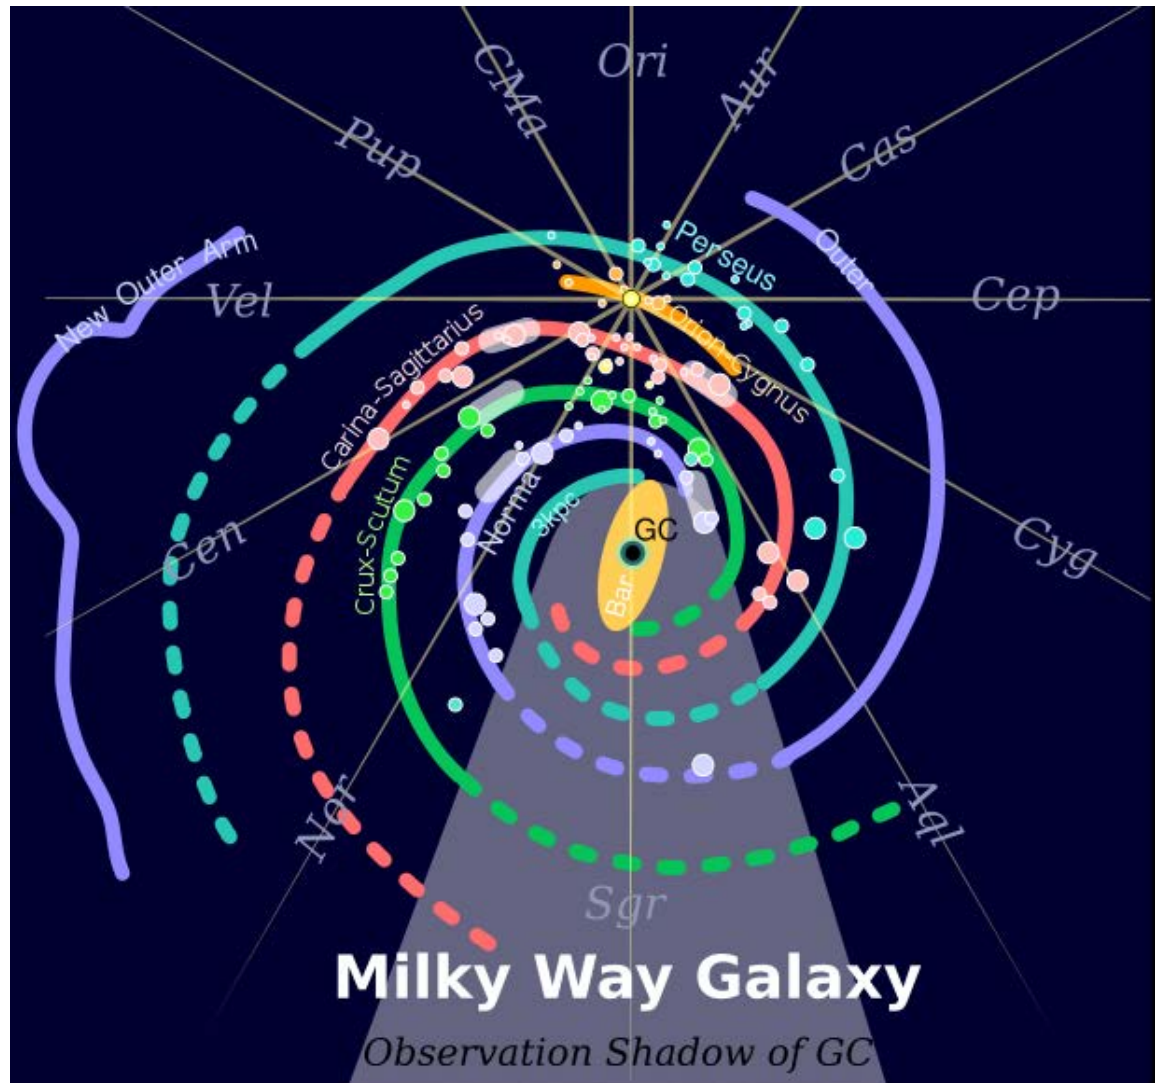 Ori
CMa
Aur
Pup
Cas
Perseus
New Outer Arm
Outer
Vel
Cep
Carina-Sagittarius
Orion-Cygnus
Crux-Scutum
Norma
3kpc
GC
Bar
Cen
Cyg
Nor
Aql
Sgr
Milky Way Galaxy
Observation Shadow of GC